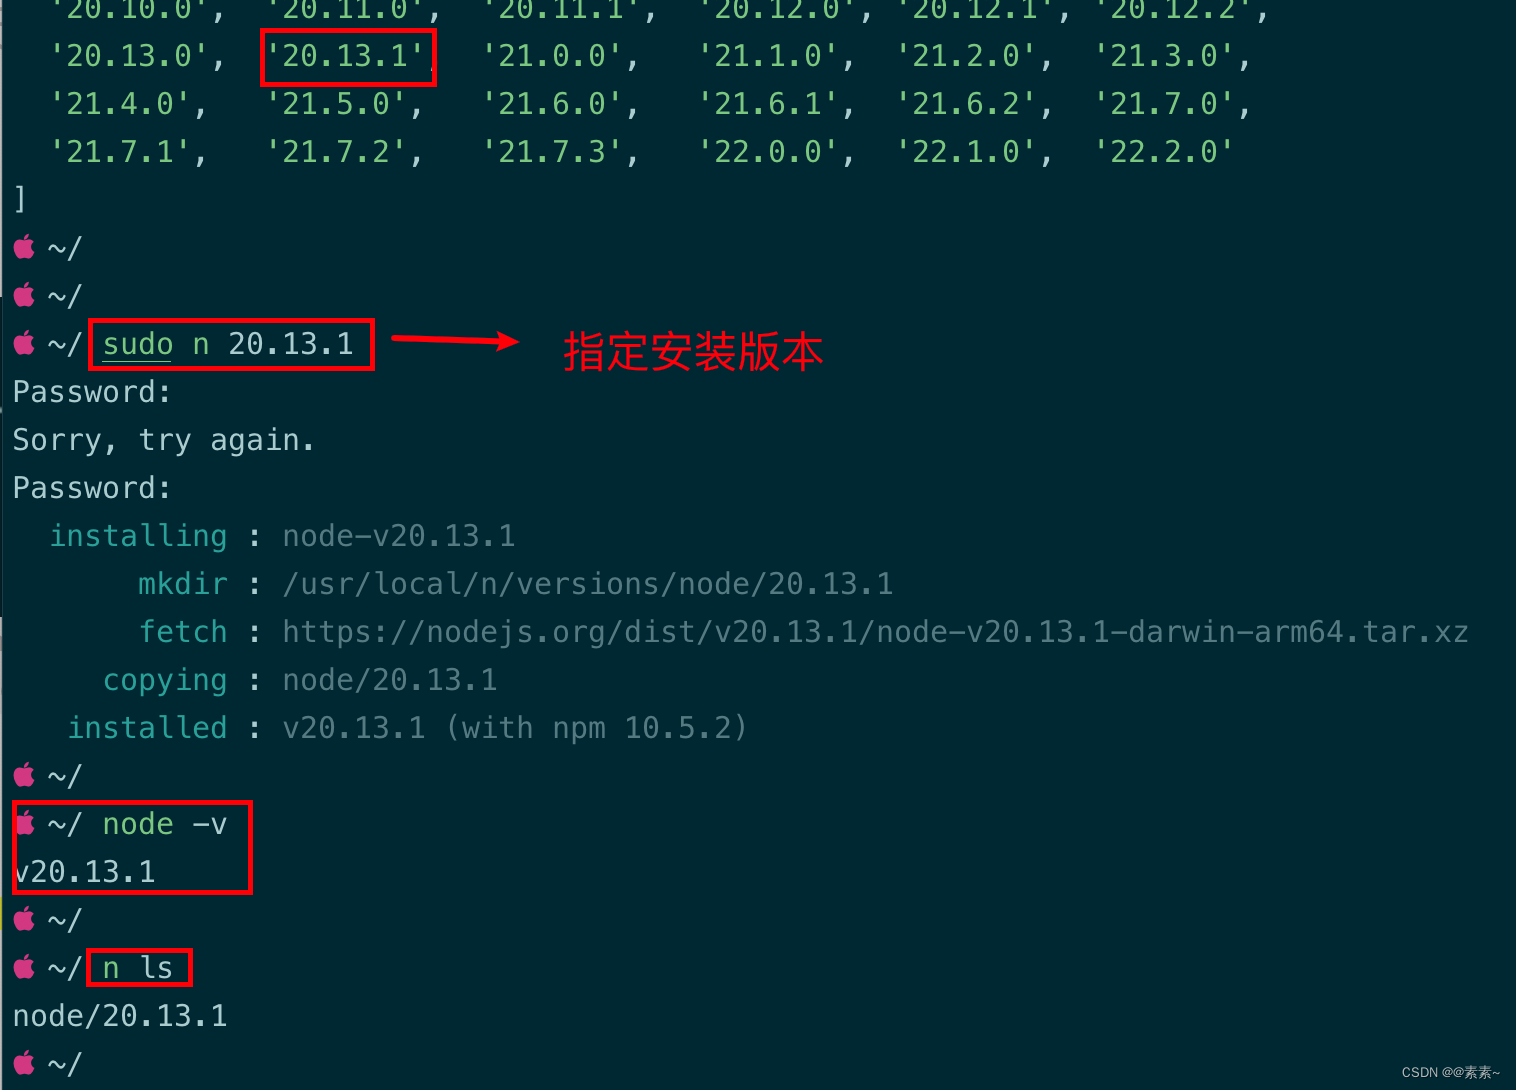 '20.10.0', '20.11.0', '20.11.1', '20.12.0', '20.12.1', '20.12.2',
'20.13.0', '20.13.1', '21.0.0', '21.1.0', '21.2.0', '21.3.0',
'21.4.0', '21.5.0', '21.6.0', '21.6.1', '21.6.2', '21.7.0',
'21.7.1', '21.7.2', '21.7.3', '22.0.0', '22.1.0', '22.2.0'
]
~/
~/
~/ sudo n 20.13.1 指定安装版本
Password:
Sorry, try again.
Password:
installing : node-v20.13.1
mkdir : /usr/local/n/versions/node/20.13.1
fetch : https://nodejs.org/dist/v20.13.1/node-v20.13.1-darwin-arm64.tar.xz
copying : node/20.13.1
installed : v20.13.1 (with npm 10.5.2)
~/
~/ node -v
v20.13.1
~/
~/ n ls
node/20.13.1
~/
CSDN @@素素~